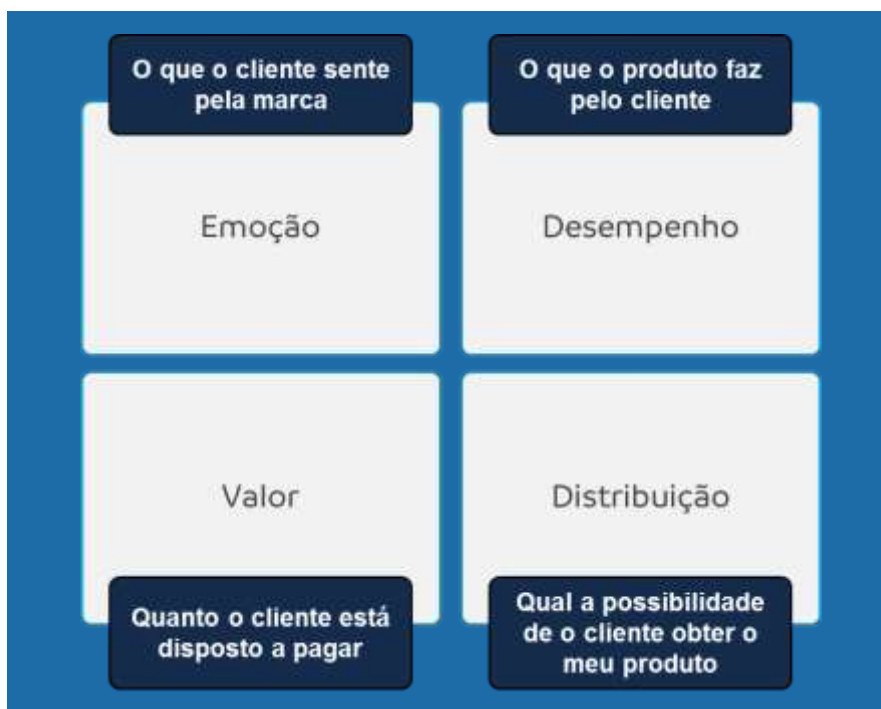 O que o cliente sente
pela marca
O que o produto faz
pelo cliente
Emoção
Desempenho
Valor
Distribuição
Quanto o cliente está
disposto a pagar
Qual a possibilidade
de o cliente obter o
meu produto